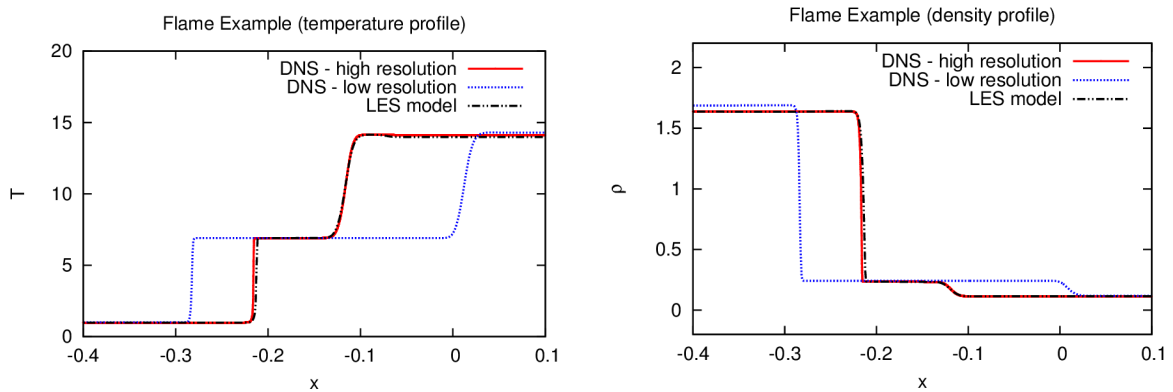 Flame Example (temperature profile)
20
15
10
5
0
T
DNS - high resolution
DNS - low resolution
LES model
-0.4 -0.3 -0.2 -0.1 0 0.1
x
Flame Example (density profile)
2
1.5
1
0.5
0
ρ
DNS - high resolution
DNS - low resolution
LES model
-0.4 -0.3 -0.2 -0.1 0 0.1
x